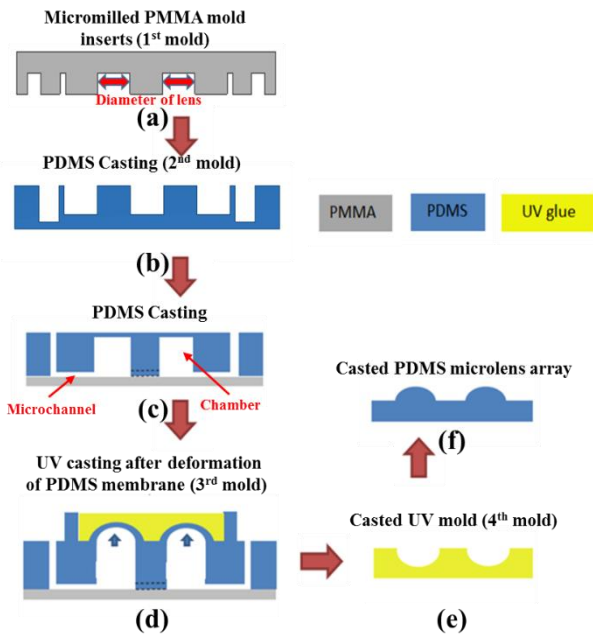 Micromilled PMMA mold
inserts (1st mold)
Diameter of lens
(a)
PDMS Casting (2nd mold)
PMMA
PDMS
UV glue
(b)
PDMS Casting
Microchannel
Chamber
(c)
UV casting after deformation
of PDMS membrane (3rd mold)
(d)
Casted UV mold (4th mold)
(e)
Casted PDMS microlens array
(f)